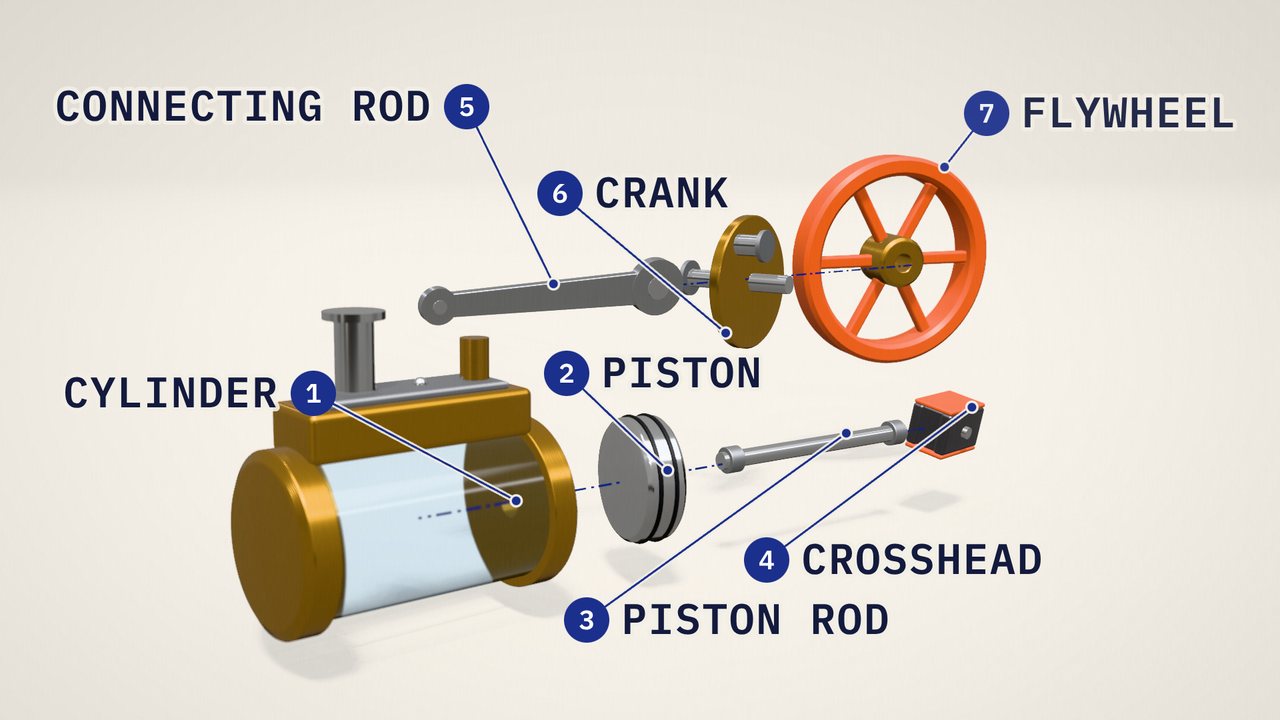 CONNECTING ROD 5
7 FLYWHEEL
6 CRANK
2 PISTON
CYLINDER 1
4 CROSSHEAD
3 PISTON ROD